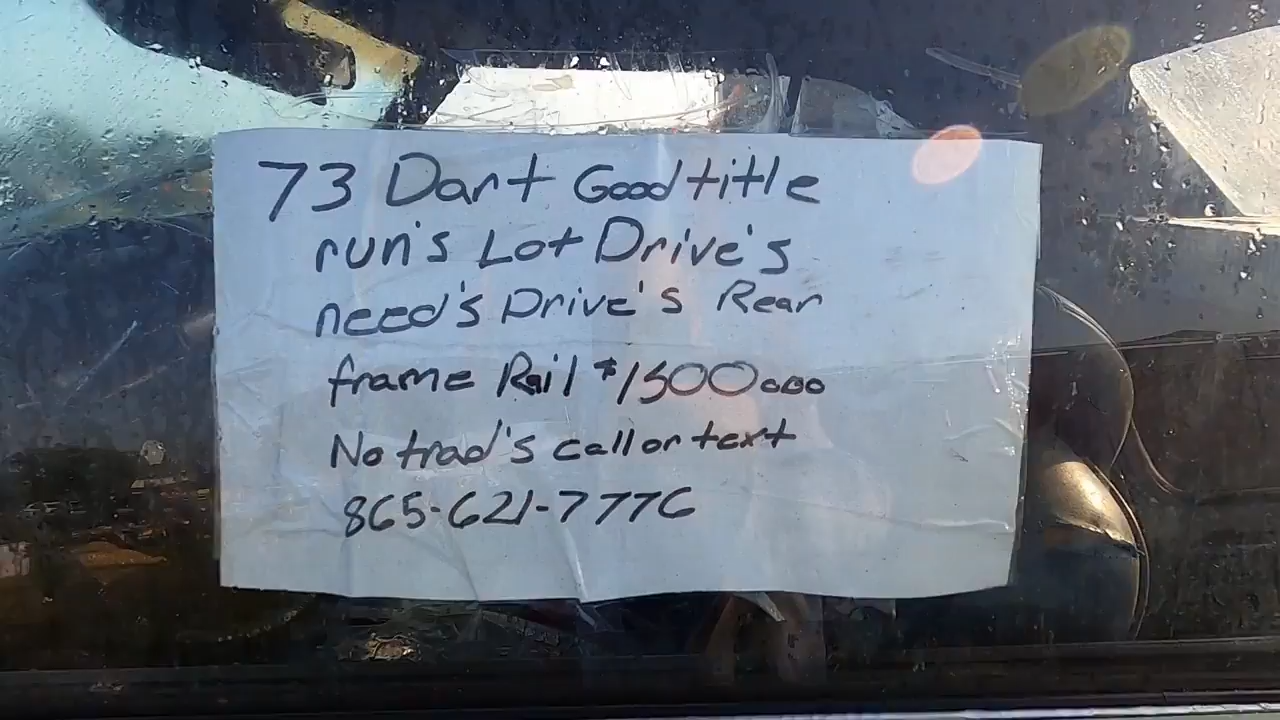 73 Dart Good title
run's Lot Drive's
need's Drive's Rear
frame Rail $1500 000
No trad's call or text
865-621-7776